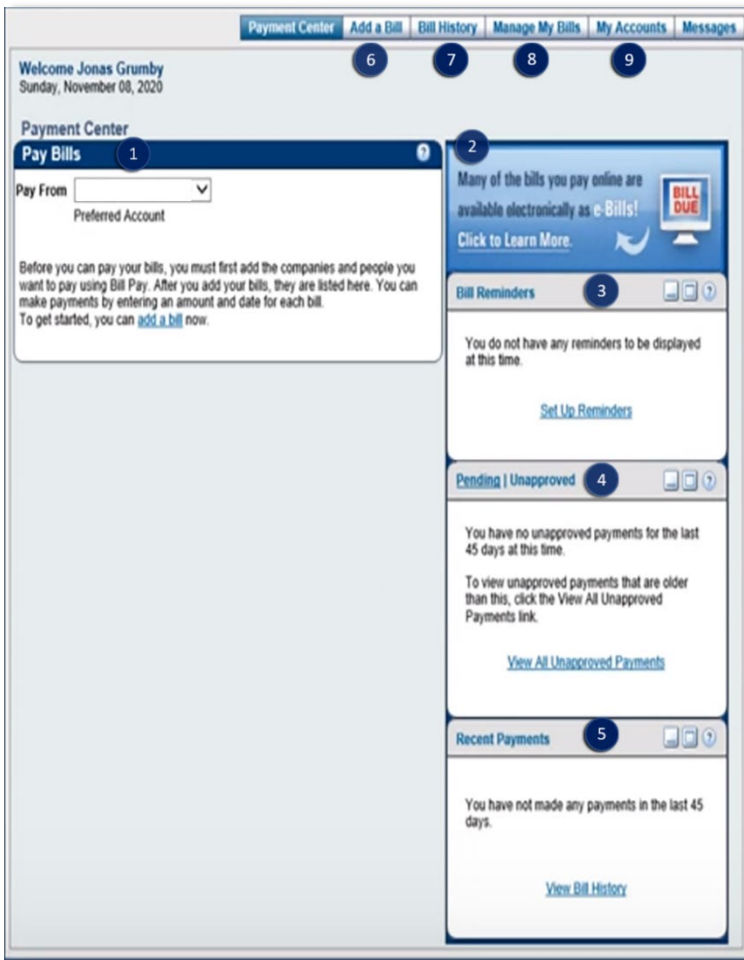 Payment Center Add a Bill Bill History Manage My Bills My Accounts Messages
6 7 8 9
Welcome Jonas Grumby
Sunday, November 08, 2020
Payment Center
Pay Bills 1 ?
Pay From
Preferred Account
Before you can pay your bills, you must first add the companies and people you
want to pay using Bill Pay. After you add your bills, they are listed here. You can
make payments by entering an amount and date for each bill.
To get started, you can add a bill now.
2
Many of the bills you pay online are
available electronically as e-Bills!
Click to Learn More.
BILL
DUE
Bill Reminders 3 ?
You do not have any reminders to be displayed
at this time.
Set Up Reminders
Pending | Unapproved 4 ?
You have no unapproved payments for the last
45 days at this time.
To view unapproved payments that are older
than this, click the View All Unapproved
Payments link.
View All Unapproved Payments
Recent Payments 5 ?
You have not made any payments in the last 45
days.
View Bill History